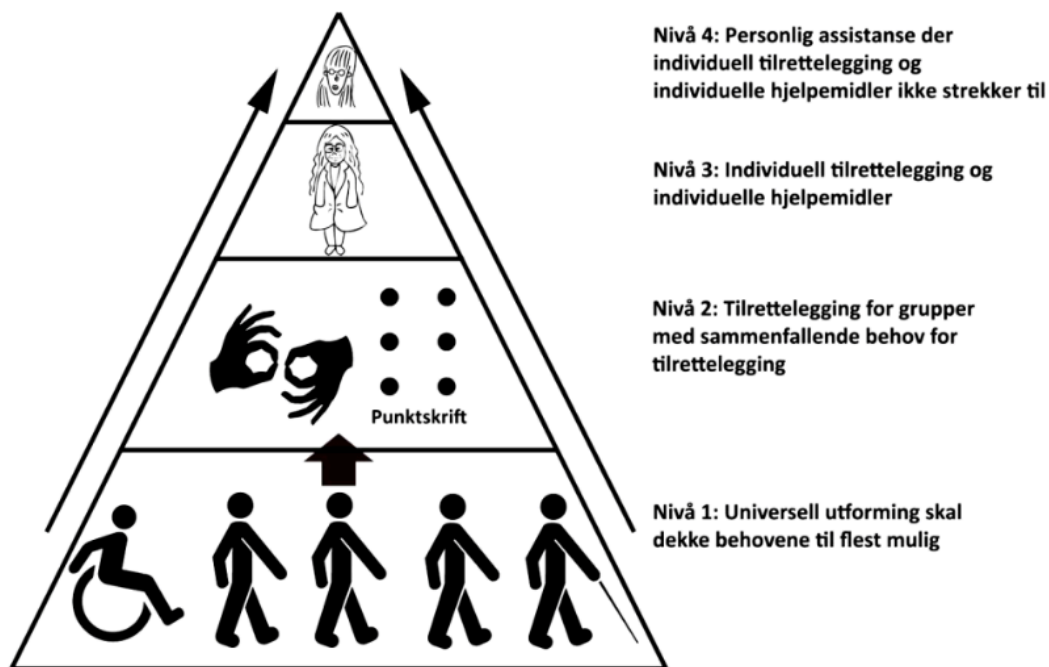 Nivå 4: Personlig assistanse der
individuell tilrettelegging og
individuelle hjelpemidler ikke strekker til
Nivå 3: Individuell tilrettelegging og
individuelle hjelpemidler
Nivå 2: Tilrettelegging for grupper
med sammenfallende behov for
tilrettelegging
Punktskrift
Nivå 1: Universell utforming skal
dekke behovene til flest mulig